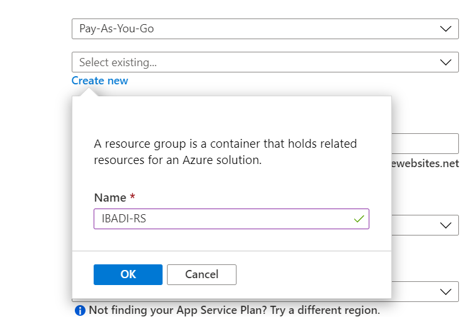 Pay-As-You-Go
Select existing...
Create new
A resource group is a container that holds related
resources for an Azure solution.
Name *
IBADI-RS
ewebsites.net
OK
Cancel
Not finding your App Service Plan? Try a different region.